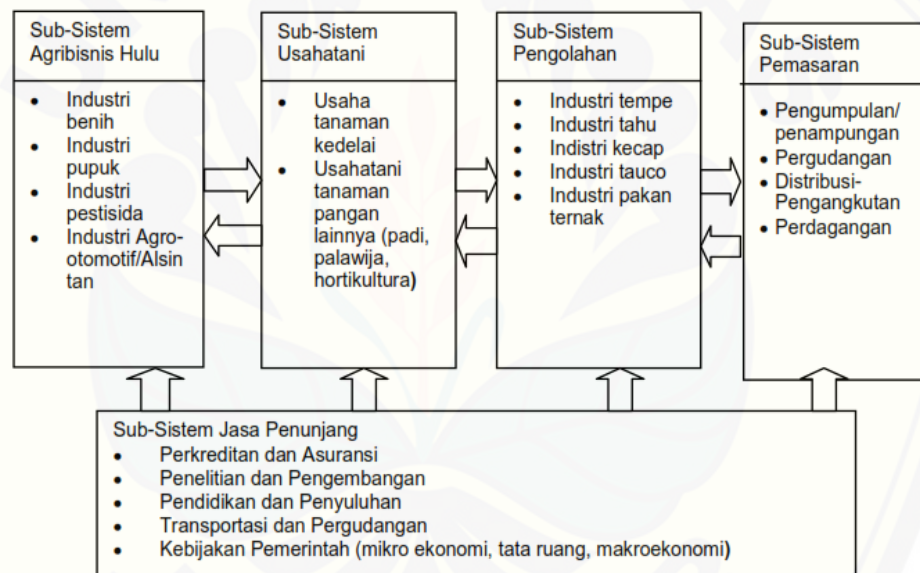 Sub-Sistem
Agribisnis Hulu
• Industri
benih
• Industri
pupuk
• Industri
pestisida
• Industri Agro-
otomotif/Alsin
tan
Sub-Sistem
Usahatani
• Usaha
tanaman
kedelai
• Usahatani
tanaman
pangan
lainnya (padi,
palawija,
hortikultura)
Sub-Sistem
Pengolahan
• Industri tempe
• Industri tahu
• Indistri kecap
• Industri tauco
• Industri pakan
ternak
Sub-Sistem
Pemasaran
• Pengumpulan/
penampungan
• Pergudangan
• Distribusi-
Pengangkutan
• Perdagangan
Sub-Sistem Jasa Penunjang
• Perkreditan dan Asuransi
• Penelitian dan Pengembangan
• Pendidikan dan Penyuluhan
• Transportasi dan Pergudangan
• Kebijakan Pemerintah (mikro ekonomi, tata ruang, makroekonomi)